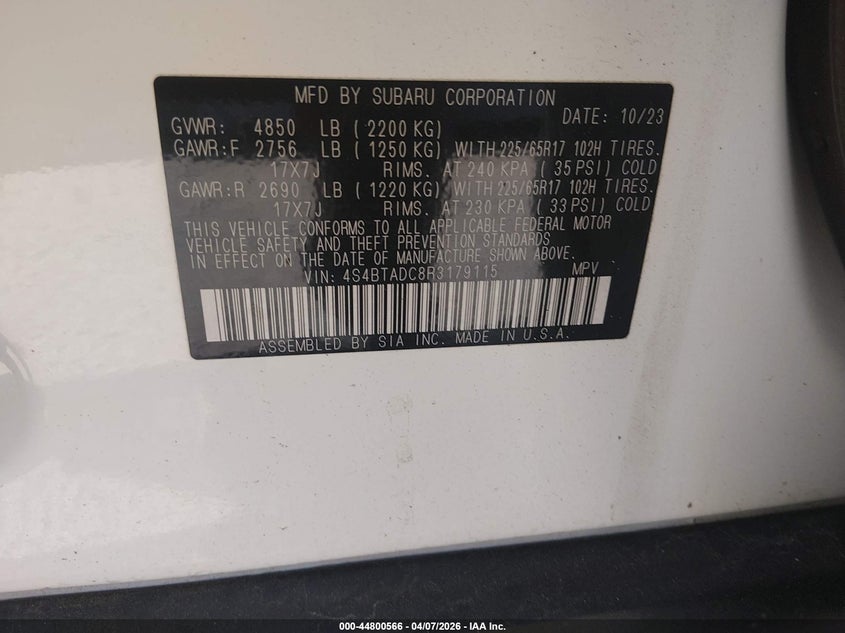 MFD BY SUBARU CORPORATION
DATE: 10/23
GVWR: 4850 LB (2200 KG)
GAWR:F 2756 LB (1250 KG) WITH 225/65R17 102H TIRES.
17X7J RIMS. AT 240 KPA (35 PSI) COLD
GAWR:R 2690 LB (1220 KG) WITH 225/65R17 102H TIRES.
17X7J RIMS. AT 230 KPA (33 PSI) COLD
THIS VEHICLE CONFORMS TO ALL APPLICABLE FEDERAL MOTOR
VEHICLE SAFETY AND THEFT PREVENTION STANDARDS
IN EFFECT ON THE DATE OF MANUFACTURE SHOWN ABOVE.
VIN: 4S4BTADC8R3179115 MPV
ASSEMBLED BY SIA INC. MADE IN U.S.A.
000-44800566 - 04/07/2026 - IAA Inc.